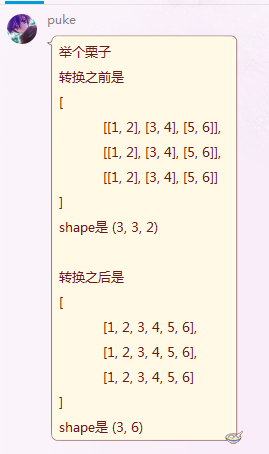 puke
举个栗子
转换之前是
[
[[1, 2], [3, 4], [5, 6]],
[[1, 2], [3, 4], [5, 6]],
[[1, 2], [3, 4], [5, 6]]
]
shape是 (3, 3, 2)
转换之后是
[
[1, 2, 3, 4, 5, 6],
[1, 2, 3, 4, 5, 6],
[1, 2, 3, 4, 5, 6]
]
shape是 (3, 6)